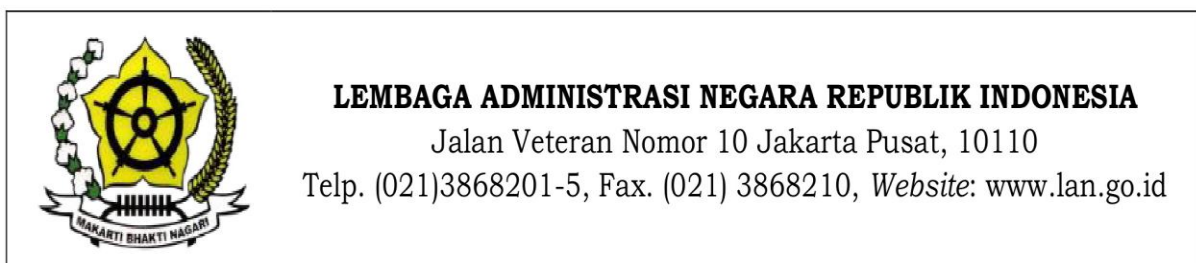 LEMBAGA ADMINISTRASI NEGARA REPUBLIK INDONESIA
Jalan Veteran Nomor 10 Jakarta Pusat, 10110
Telp. (021)3868201-5, Fax. (021) 3868210, Website: www.lan.go.id
MAKARTI BHAKTI NAGARI